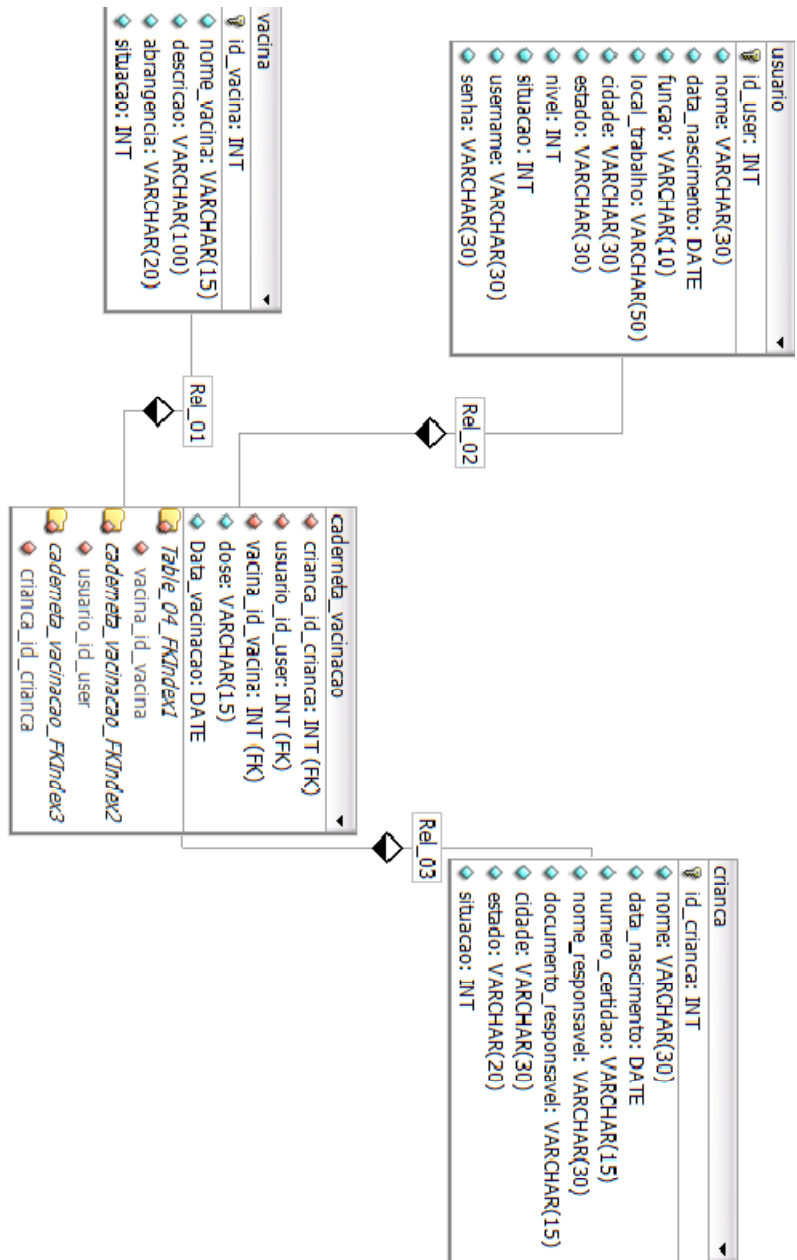 usuario
id_user: INT
nome: VARCHAR(30)
data_nascimento: DATE
funcao: VARCHAR(10)
local_trabalho: VARCHAR(50)
cidade: VARCHAR(30)
estado: VARCHAR(30)
nivel: INT
situacao: INT
username: VARCHAR(30)
senha: VARCHAR(30)
crianca
id_crianca: INT
nome: VARCHAR(30)
data_nascimento: DATE
numero_certidao: VARCHAR(15)
nome_responsavel: VARCHAR(30)
documento_responsavel: VARCHAR(15)
cidade: VARCHAR(30)
estado: VARCHAR(20)
situacao: INT
Rel_02
Rel_03
caderneta_vacinacao
crianca_id_crianca: INT (FK)
usuario_id_user: INT (FK)
vacina_id_vacina: INT (FK)
dose: VARCHAR(15)
Data_vacinacao: DATE
Table_04_FKIndex1
vacina_id_vacina
caderneta_vacinacao_FKIndex2
usuario_id_user
caderneta_vacinacao_FKIndex3
crianca_id_crianca
vacina
id_vacina: INT
nome_vacina: VARCHAR(15)
descricao: VARCHAR(100)
abrangencia: VARCHAR(20)
situacao: INT
Rel_01